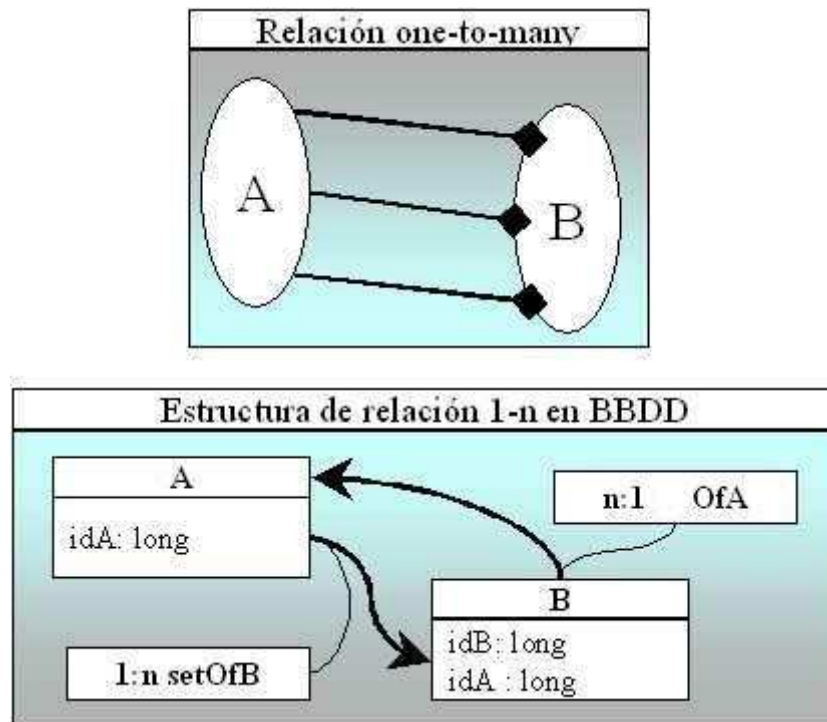 Relación one-to-many
A
B
Estructura de relación 1-n en BBDD
A
idA: long
n:1 OfA
B
idB: long
idA : long
1:n setOfB